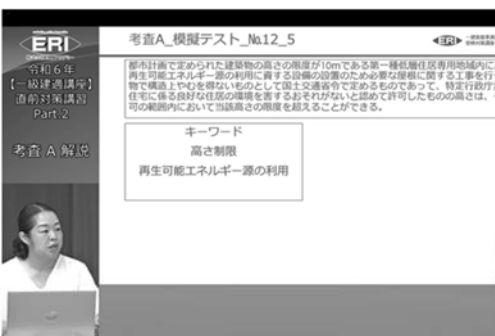 ERI
令和6年
【一級建適講座】
直前対策講習
Part.2
考査 A 解説
考査A_模擬テスト_№12_5
ERI
都市計画で定められた建築物の高さの限度が10mである第一種低層住居専用地域内に
再生可能エネルギー源の利用に資する設備の設置のため必要な屋根に関する工事を行
物で構造上やむを得ないものとして国土交通省令で定めるものであって、特定行政庁
住宅に係る良好な住居の環境を害するおそれがないと認めて許可したものの高さは、
可の範囲内において当該高さの限度を超えることができる。
キーワード
高さ制限
再生可能エネルギー源の利用